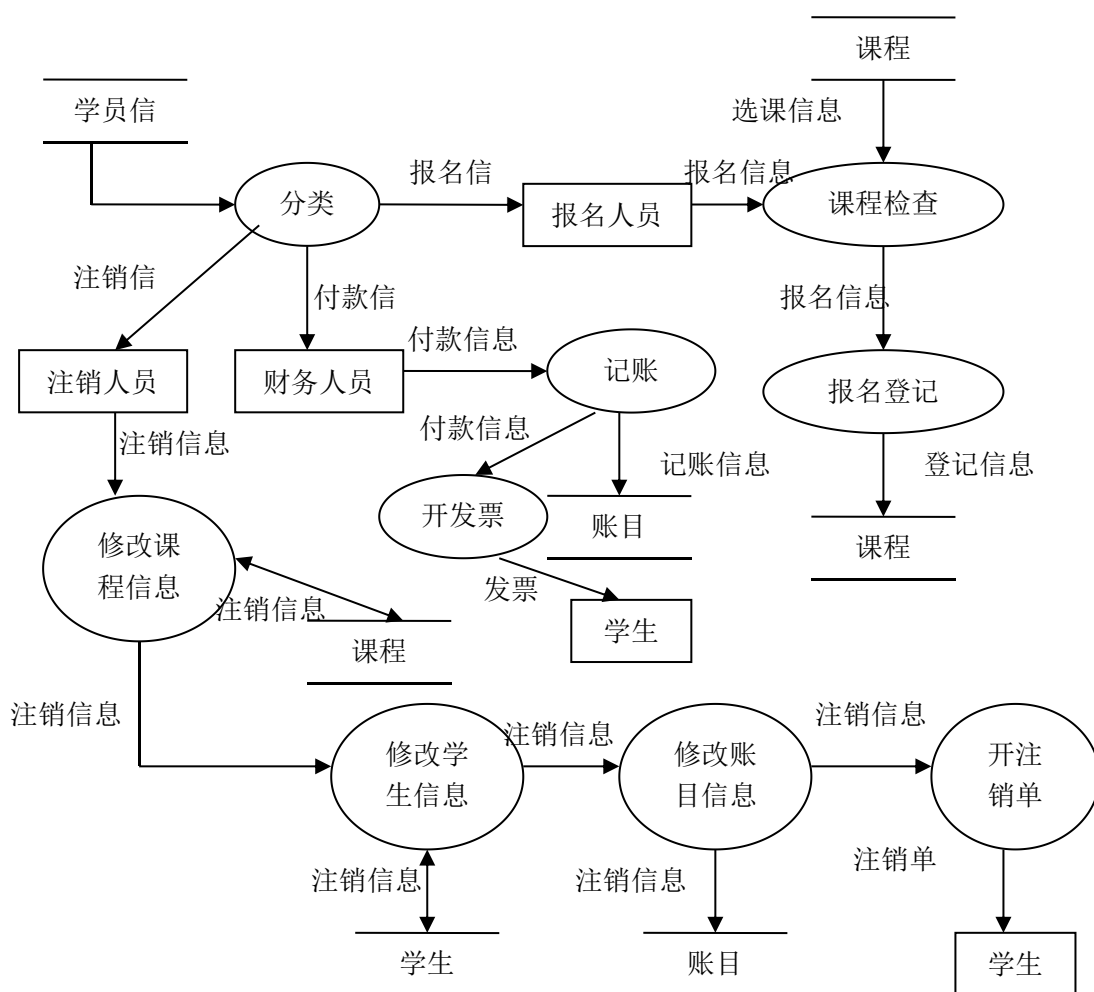 课程
学员信
选课信息
报名信
报名信息
分类
报名人员
课程检查
注销信
付款信
报名信息
付款信息
记账
注销人员
财务人员
报名登记
付款信息
注销信息
记账信息
登记信息
开发票
账目
修改课
程信息
课程
发票
注销信息
学生
课程
注销信息
注销信息
注销信息
修改学
生信息
修改账
目信息
开注
销单
注销信息
注销信息
注销单
学生
账目
学生